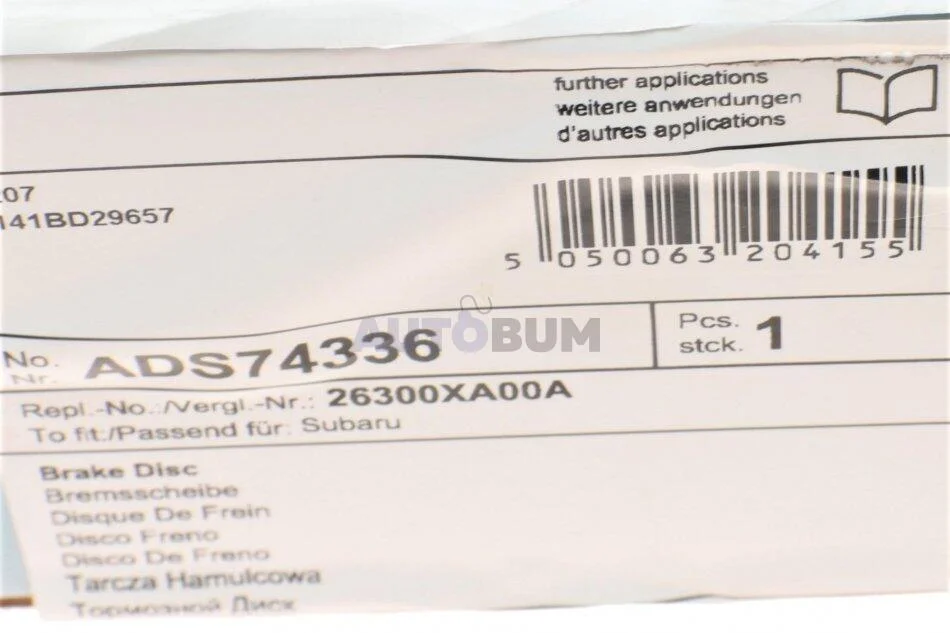 further applications
weitere anwendungen
d'autres applications
07
141BD29657
5 050063 204155
AUTOBUM
No. ADS74336
Nr.
Pcs. 1
stck.
Repl.-No.:/Vergl.-Nr.: 26300XA00A
To fit:/Passend für: Subaru
Brake Disc
Bremsscheibe
Disque De Frein
Disco Freno
Disco De Freno
Tarcza Hamulcowa
Тормозной Диск